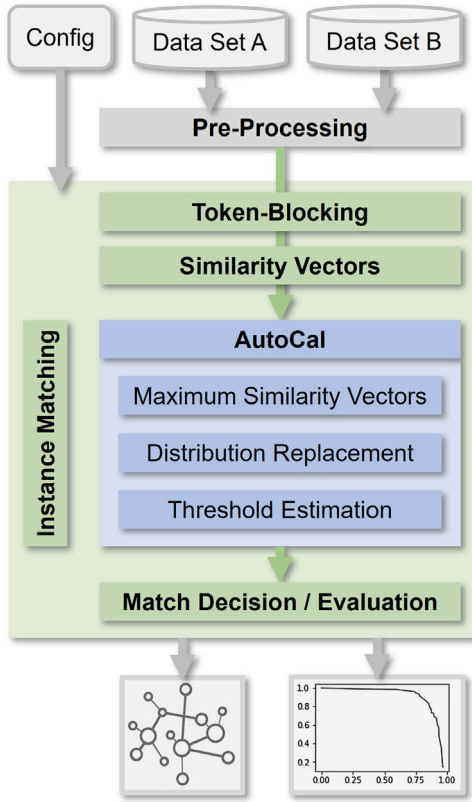 Config
Data Set A
Data Set B
Pre-Processing
Token-Blocking
Similarity Vectors
Instance Matching
AutoCal
Maximum Similarity Vectors
Distribution Replacement
Threshold Estimation
Match Decision / Evaluation
1.0
0.8
0.6
0.4
0.2
0.00 0.25 0.50 0.75 1.00